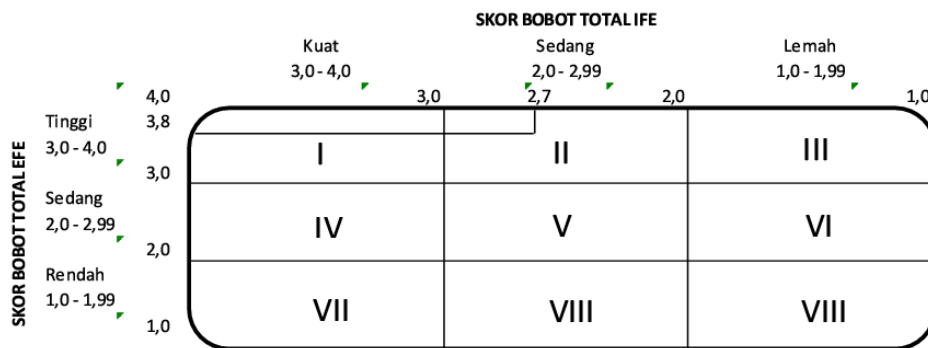 SKOR BOBOT TOTAL IFE
Kuat Sedang Lemah
3,0 - 4,0 2,0 - 2,99 1,0 - 1,99
4,0 3,0 2,7 2,0 1,0
SKOR BOBOT TOTAL EFE
Tinggi 3,8
3,0 - 4,0 I II III
3,0
Sedang
2,0 - 2,99 IV V VI
2,0
Rendah
1,0 - 1,99 VII VIII VIII
1,0